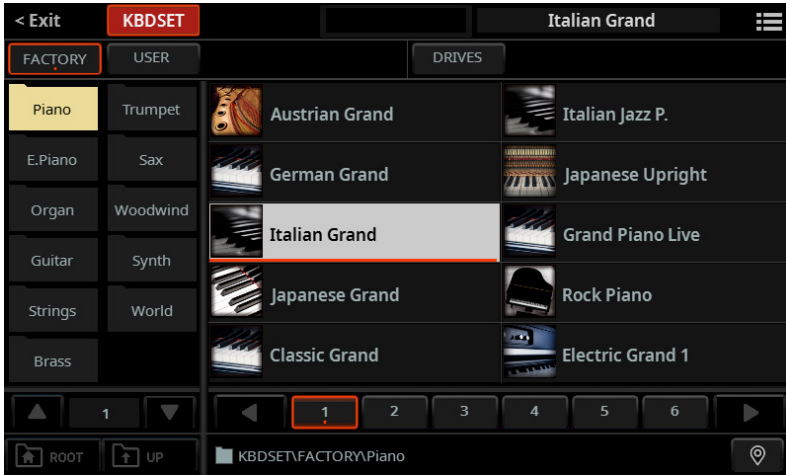 < Exit KBDSET Italian Grand
FACTORY USER DRIVES
Piano Trumpet
E.Piano Sax
Organ Woodwind
Guitar Synth
Strings World
Brass
Austrian Grand Italian Jazz P.
German Grand Japanese Upright
Italian Grand Grand Piano Live
Japanese Grand Rock Piano
Classic Grand Electric Grand 1
1 1 2 3 4 5 6
ROOT UP KBDSET\FACTORY\Piano